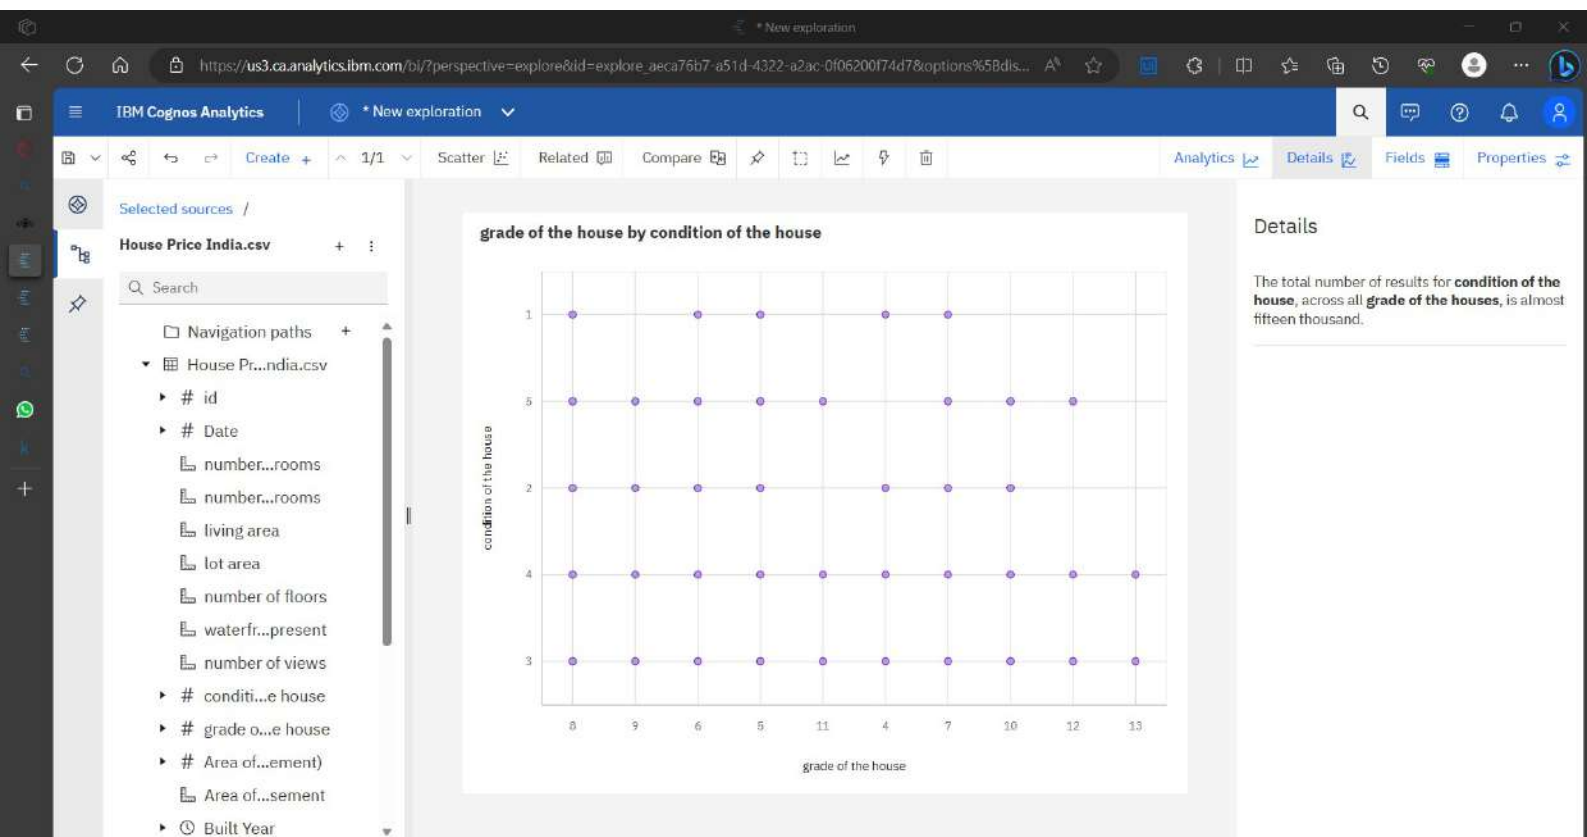 * New exploration
https://us3.ca.analytics.ibm.com/bi/?perspective=explore&id=explore_aeca76b7-a51d-4322-a2ac-0f06200f74d7&options%5Bdis...
IBM Cognos Analytics
* New exploration
Create +
1/1
Scatter
Related
Compare
Analytics
Details
Fields
Properties
Selected sources /
House Price India.csv
Search
Navigation paths
House Pr...ndia.csv
# id
# Date
number...rooms
number...rooms
living area
lot area
number of floors
waterfr...present
number of views
# conditi...e house
# grade o...e house
# Area of...ement)
Area of...sement
Built Year
grade of the house by condition of the house
condition of the house
1
5
2
4
3
8 9 6 5 11 4 7 10 12 13
grade of the house
Details
The total number of results for condition of the
house, across all grade of the houses, is almost
fifteen thousand.